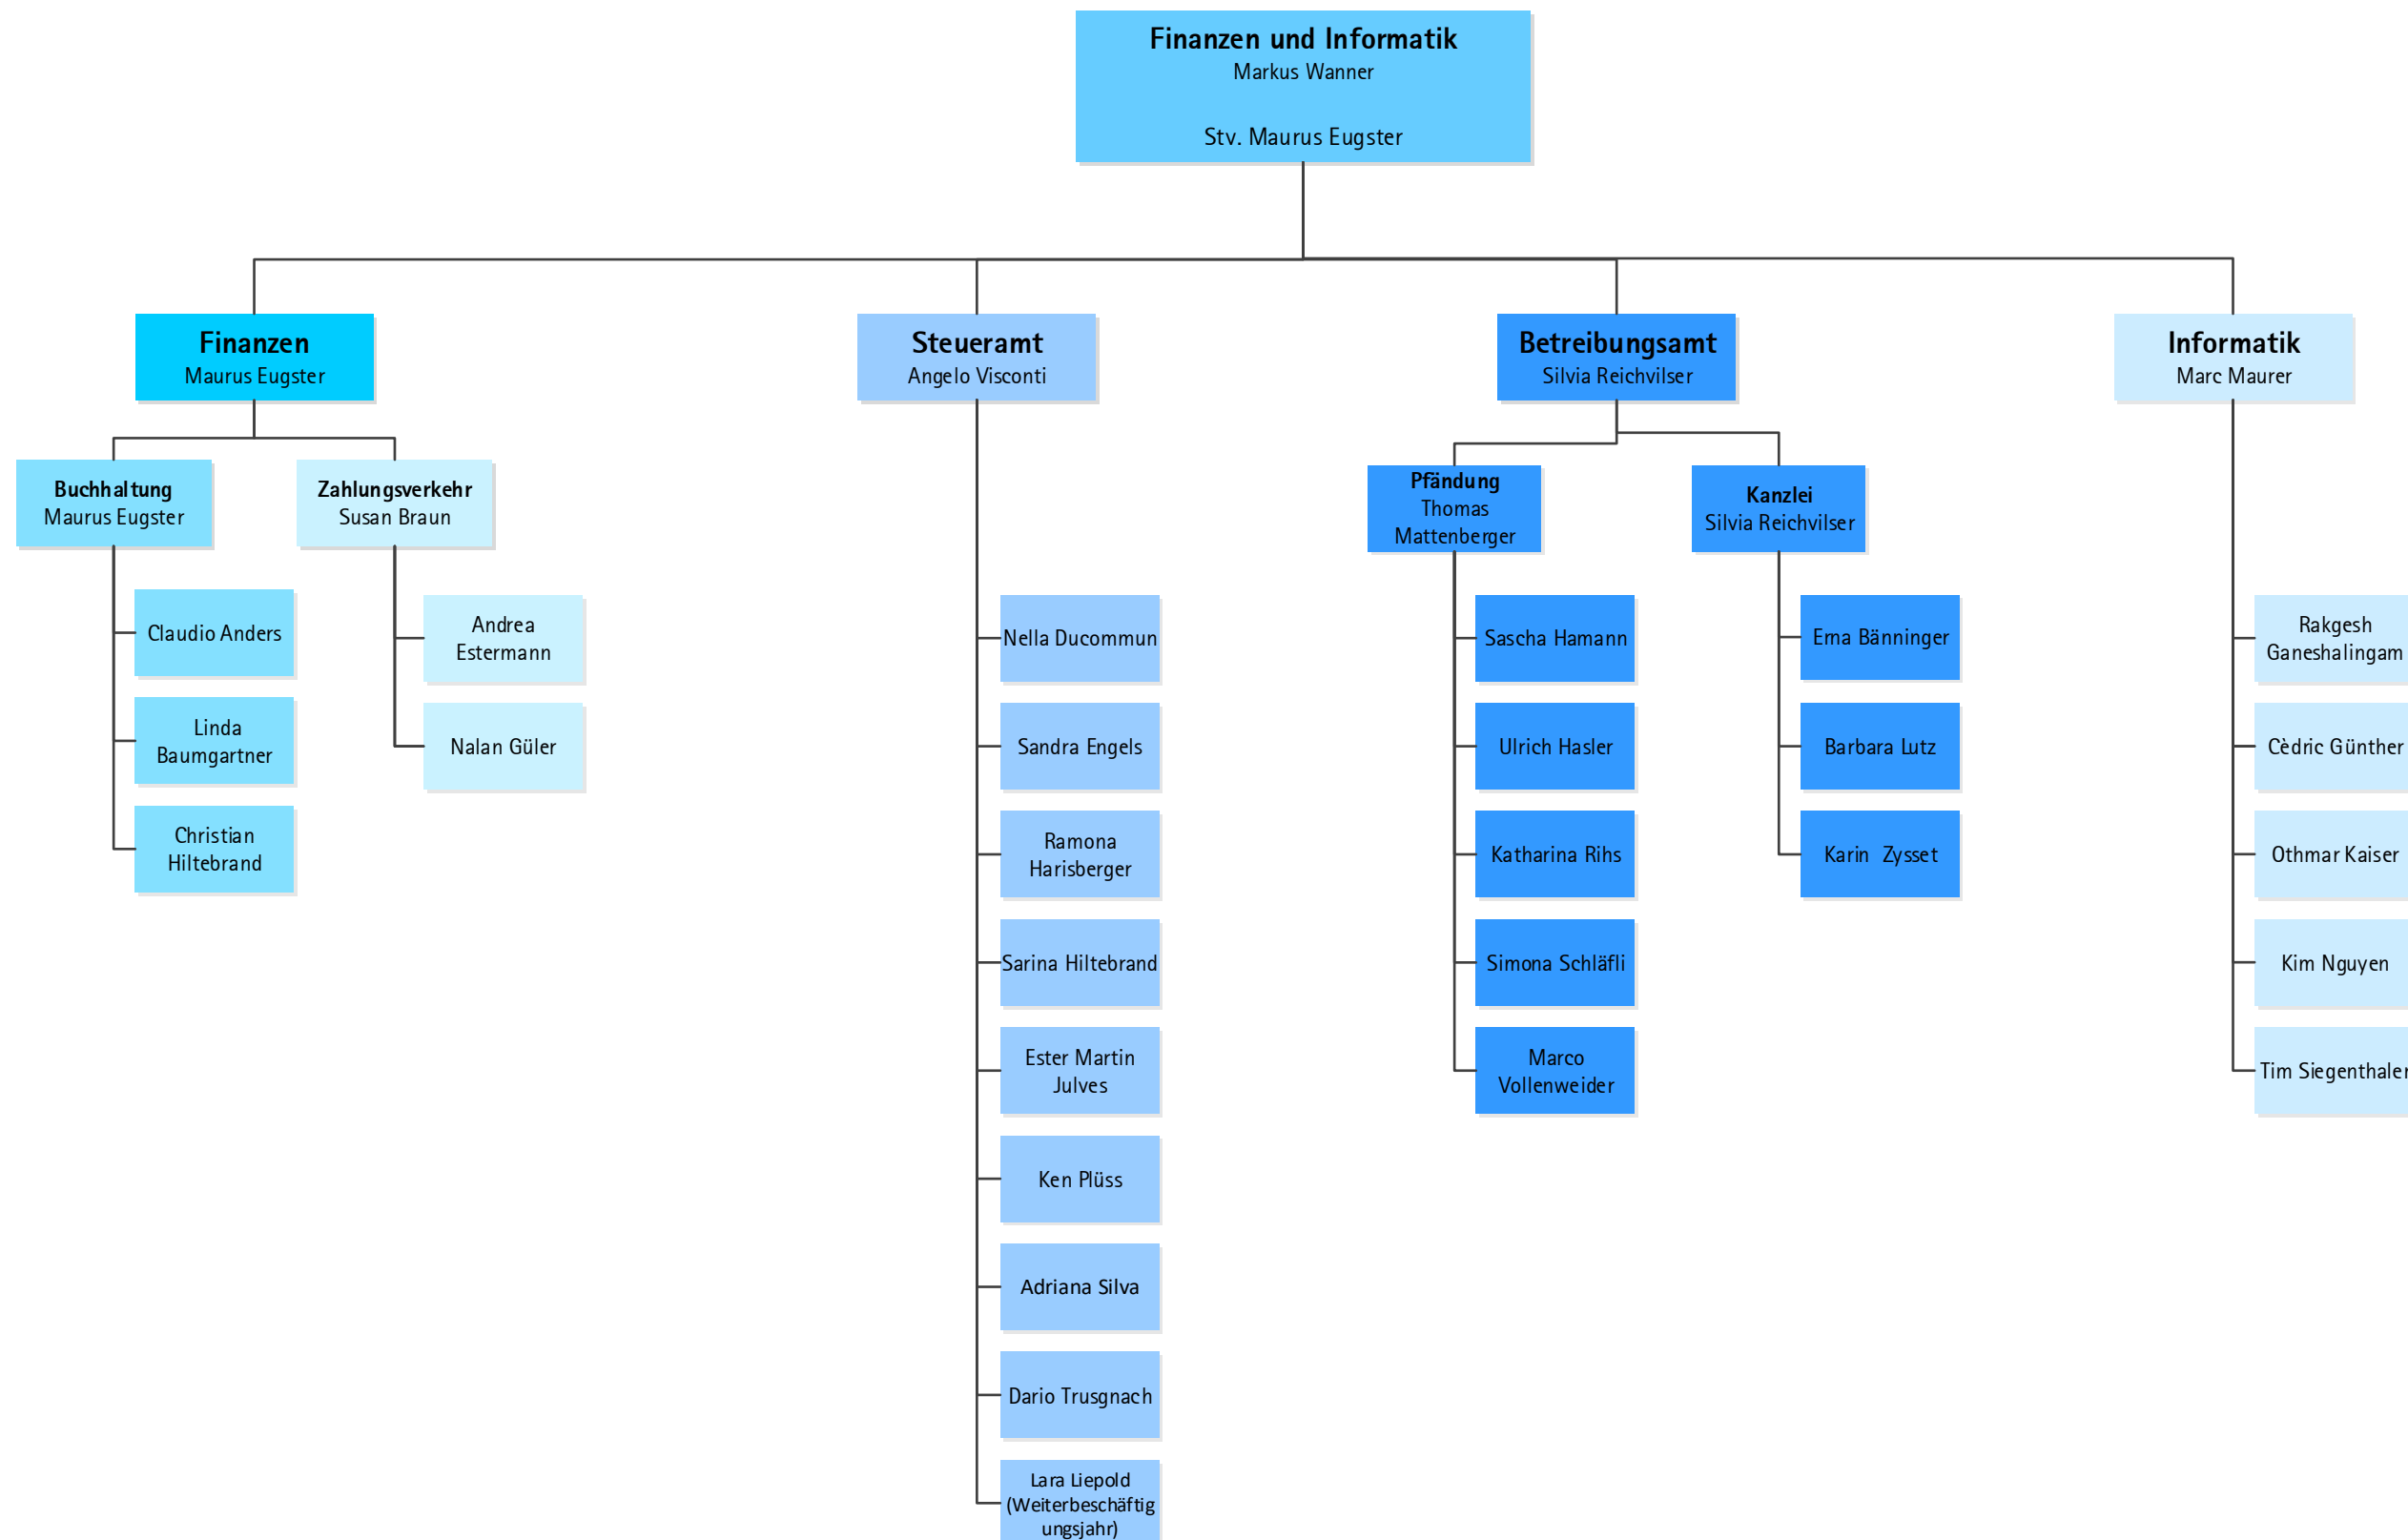 Finanzen und Informatik
Markus Wanner
Stv. Maurus Eugster
Finanzen
Maurus Eugster
Steueramt
Angelo Visconti
Betreibungsamt
Silvia Reichvilser
Informatik
Marc Maurer
Buchhaltung
Maurus Eugster
Zahlungsverkehr
Susan Braun
Pfändung
Thomas
Mattenberger
Kanzlei
Silvia Reichvilser
Claudio Anders
Linda
Baumgartner
Christian
Hiltebrand
Andrea
Estermann
Nalan Güler
Nella Ducommun
Sandra Engels
Ramona
Harisberger
Sarina Hiltebrand
Ester Martin
Julves
Ken Plüss
Adriana Silva
Dario Trusgnach
Lara Liepold
(Weiterbeschäftig
ungsjahr)
Sascha Hamann
Ulrich Hasler
Katharina Rihs
Simona Schläfli
Marco
Vollenweider
Erna Bänninger
Barbara Lutz
Karin Zysset
Rakgesh
Ganeshalingam
Cèdric Günther
Othmar Kaiser
Kim Nguyen
Tim Siegenthaler